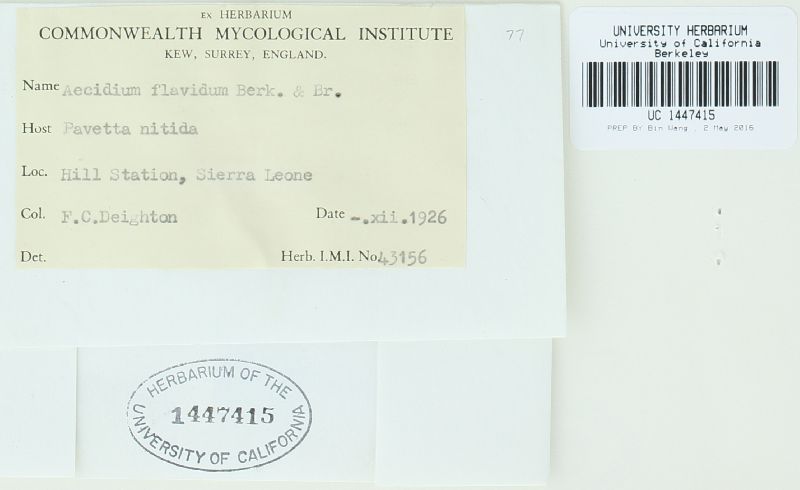 EX HERBARIUM
COMMONWEALTH MYCOLOGICAL INSTITUTE
KEW, SURREY, ENGLAND.
Name Aecidium flavidum Berk. & Br.
Host Pavetta nitida
Loc. Hill Station, Sierra Leone
Col. F.C.Deighton Date -.xii.1926
Det. Herb. I.M.I. No. 43156
77
UNIVERSITY HERBARIUM
University of California
Berkeley
UC 1447415
PREP BY Bin Wang , 2 May 2016
HERBARIUM OF THE
1447415
UNIVERSITY OF CALIFORNIA